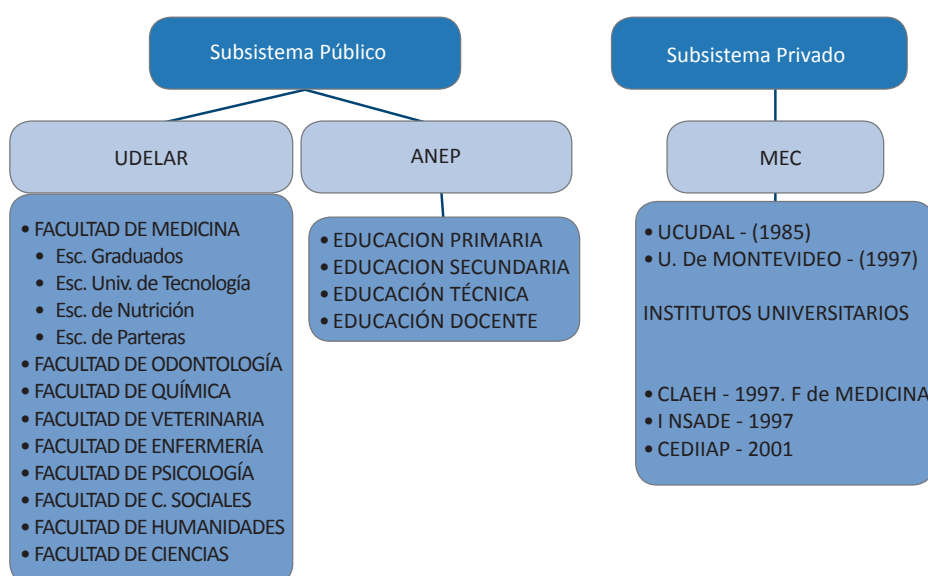 Subsistema Público
Subsistema Privado
UDELAR
ANEP
MEC
• FACULTAD DE MEDICINA
• Esc. Graduados
• Esc. Univ. de Tecnología
• Esc. de Nutrición
• Esc. de Parteras
• FACULTAD DE ODONTOLOGÍA
• FACULTAD DE QUÍMICA
• FACULTAD DE VETERINARIA
• FACULTAD DE ENFERMERÍA
• FACULTAD DE PSICOLOGÍA
• FACULTAD DE C. SOCIALES
• FACULTAD DE HUMANIDADES
• FACULTAD DE CIENCIAS
• EDUCACION PRIMARIA
• EDUCACION SECUNDARIA
• EDUCACIÓN TÉCNICA
• EDUCACIÓN DOCENTE
• UCUDAL - (1985)
• U. De MONTEVIDEO - (1997)
INSTITUTOS UNIVERSITARIOS
• CLAEH - 1997. F de MEDICINA
• I NSADE - 1997
• CEDIIAP - 2001